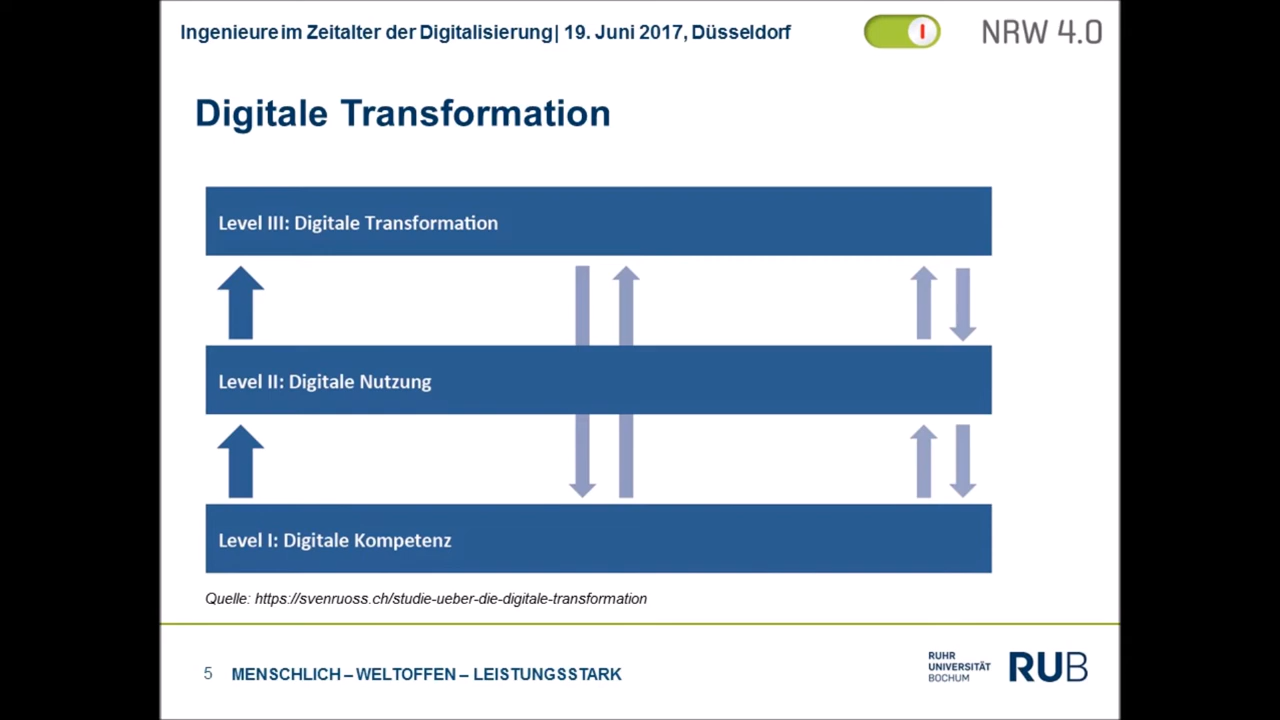 Ingenieure im Zeitalter der Digitalisierung| 19. Juni 2017, Düsseldorf
NRW 4.0
Digitale Transformation
Level III: Digitale Transformation
Level II: Digitale Nutzung
Level I: Digitale Kompetenz
Quelle: https://svenruoss.ch/studie-ueber-die-digitale-transformation
5 MENSCHLICH – WELTOFFEN – LEISTUNGSSTARK
RUHR
UNIVERSITÄT
BOCHUM
RUB